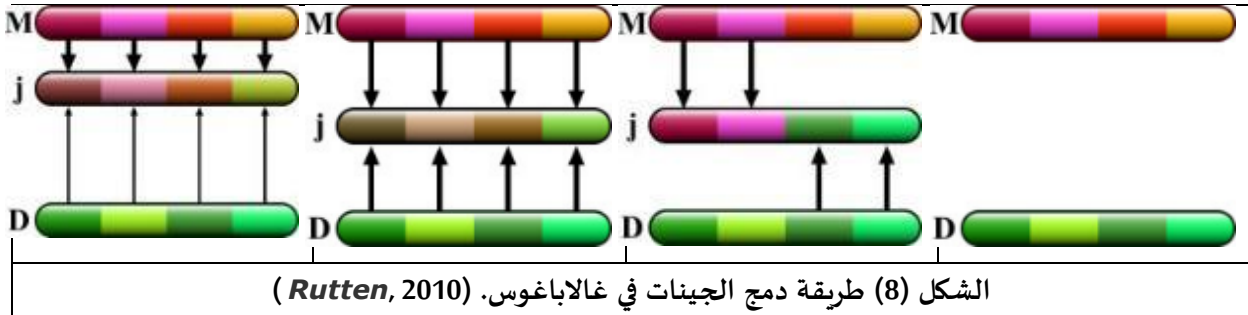 M M M M
j j j
D D D D
الشكل (8) طريقة دمج الجينات في غالاباغوس. (Rutten, 2010 )